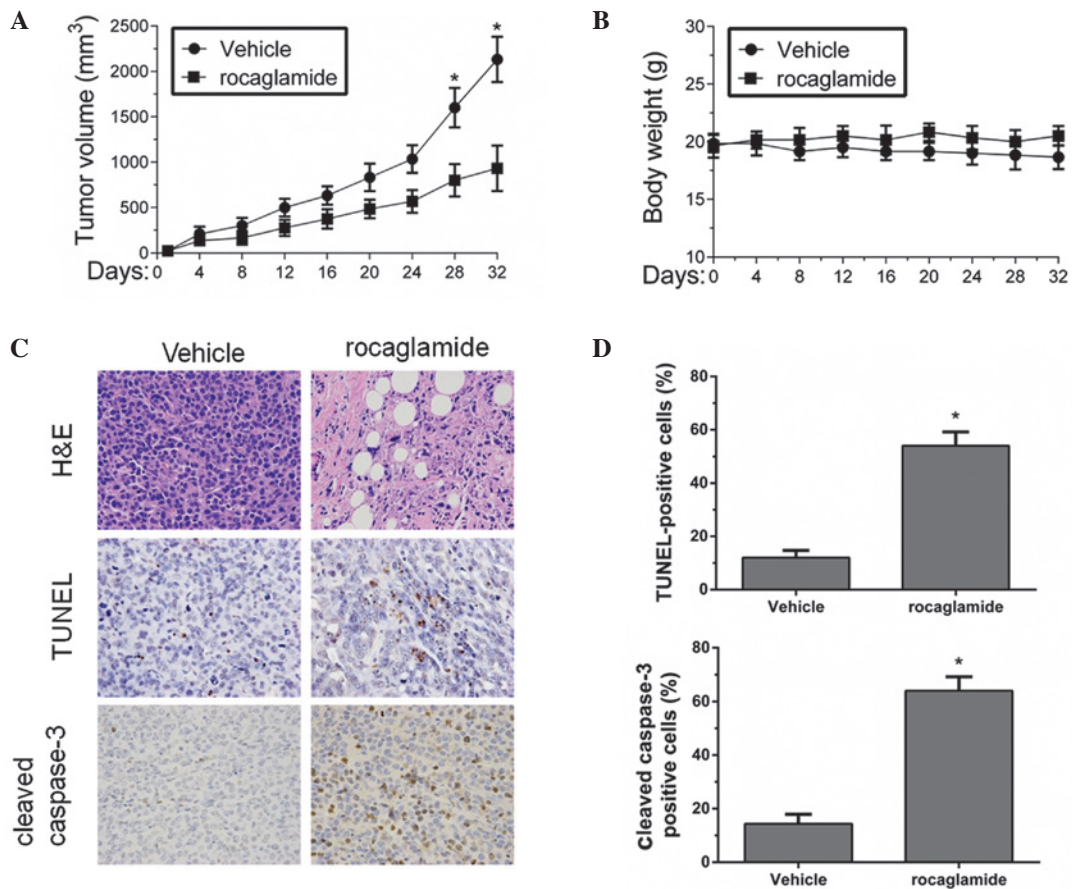 A
Tumor volume (mm³)
2500
2000
1500
1000
500
0
Vehicle
rocaglamide
*
*
Days: 0 4 8 12 16 20 24 28 32
B
Body weight (g)
30
25
20
15
10
Vehicle
rocaglamide
Days: 0 4 8 12 16 20 24 28 32
C
Vehicle rocaglamide
H&E
TUNEL
cleaved
caspase-3
D
TUNEL-positive cells (%)
80
60
40
20
0
*
Vehicle rocaglamide
cleaved caspase-3
positive cells (%)
80
60
40
20
0
*
Vehicle rocaglamide